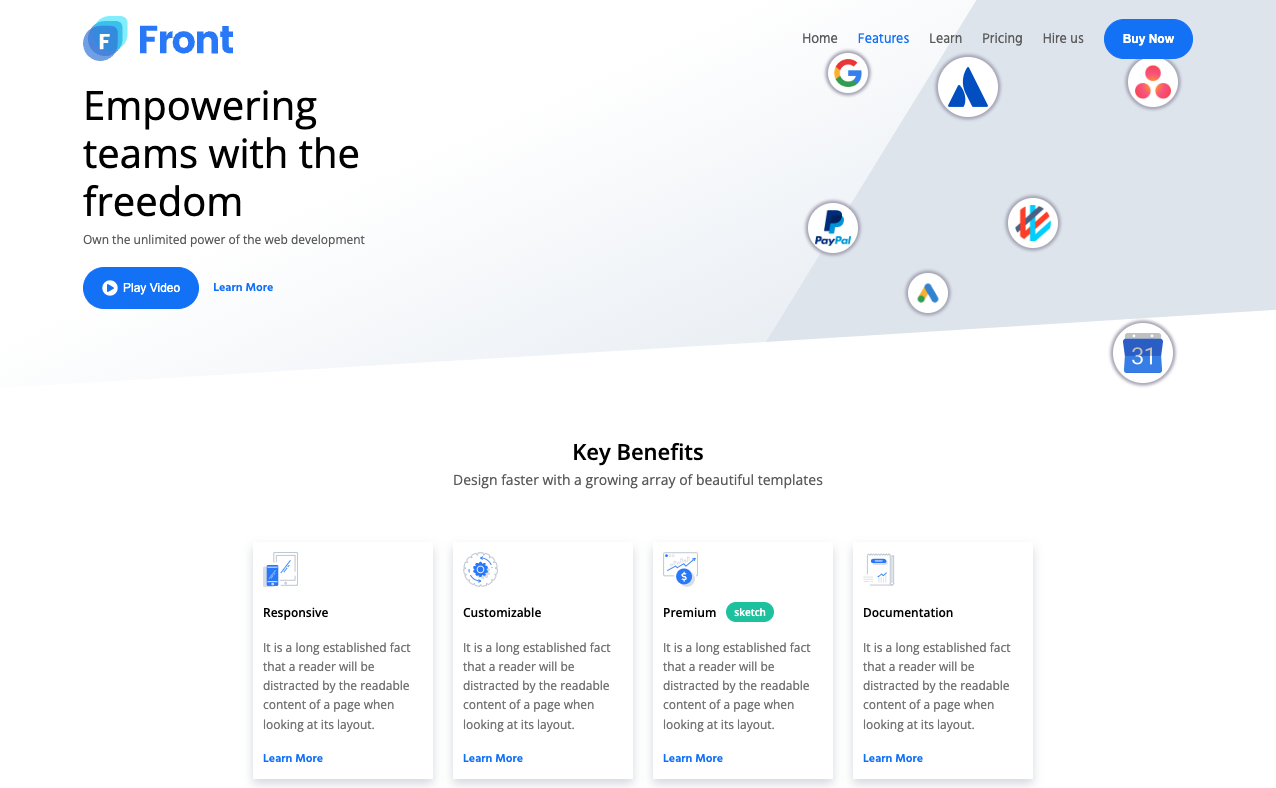 F Front
Home Features Learn Pricing Hire us Buy Now
Empowering
teams with the
freedom
Own the unlimited power of the web development
Play Video Learn More
PayPal
31
Key Benefits
Design faster with a growing array of beautiful templates
Responsive
It is a long established fact
that a reader will be
distracted by the readable
content of a page when
looking at its layout.
Learn More
Customizable
It is a long established fact
that a reader will be
distracted by the readable
content of a page when
looking at its layout.
Learn More
$
Premium sketch
It is a long established fact
that a reader will be
distracted by the readable
content of a page when
looking at its layout.
Learn More
Documentation
It is a long established fact
that a reader will be
distracted by the readable
content of a page when
looking at its layout.
Learn More